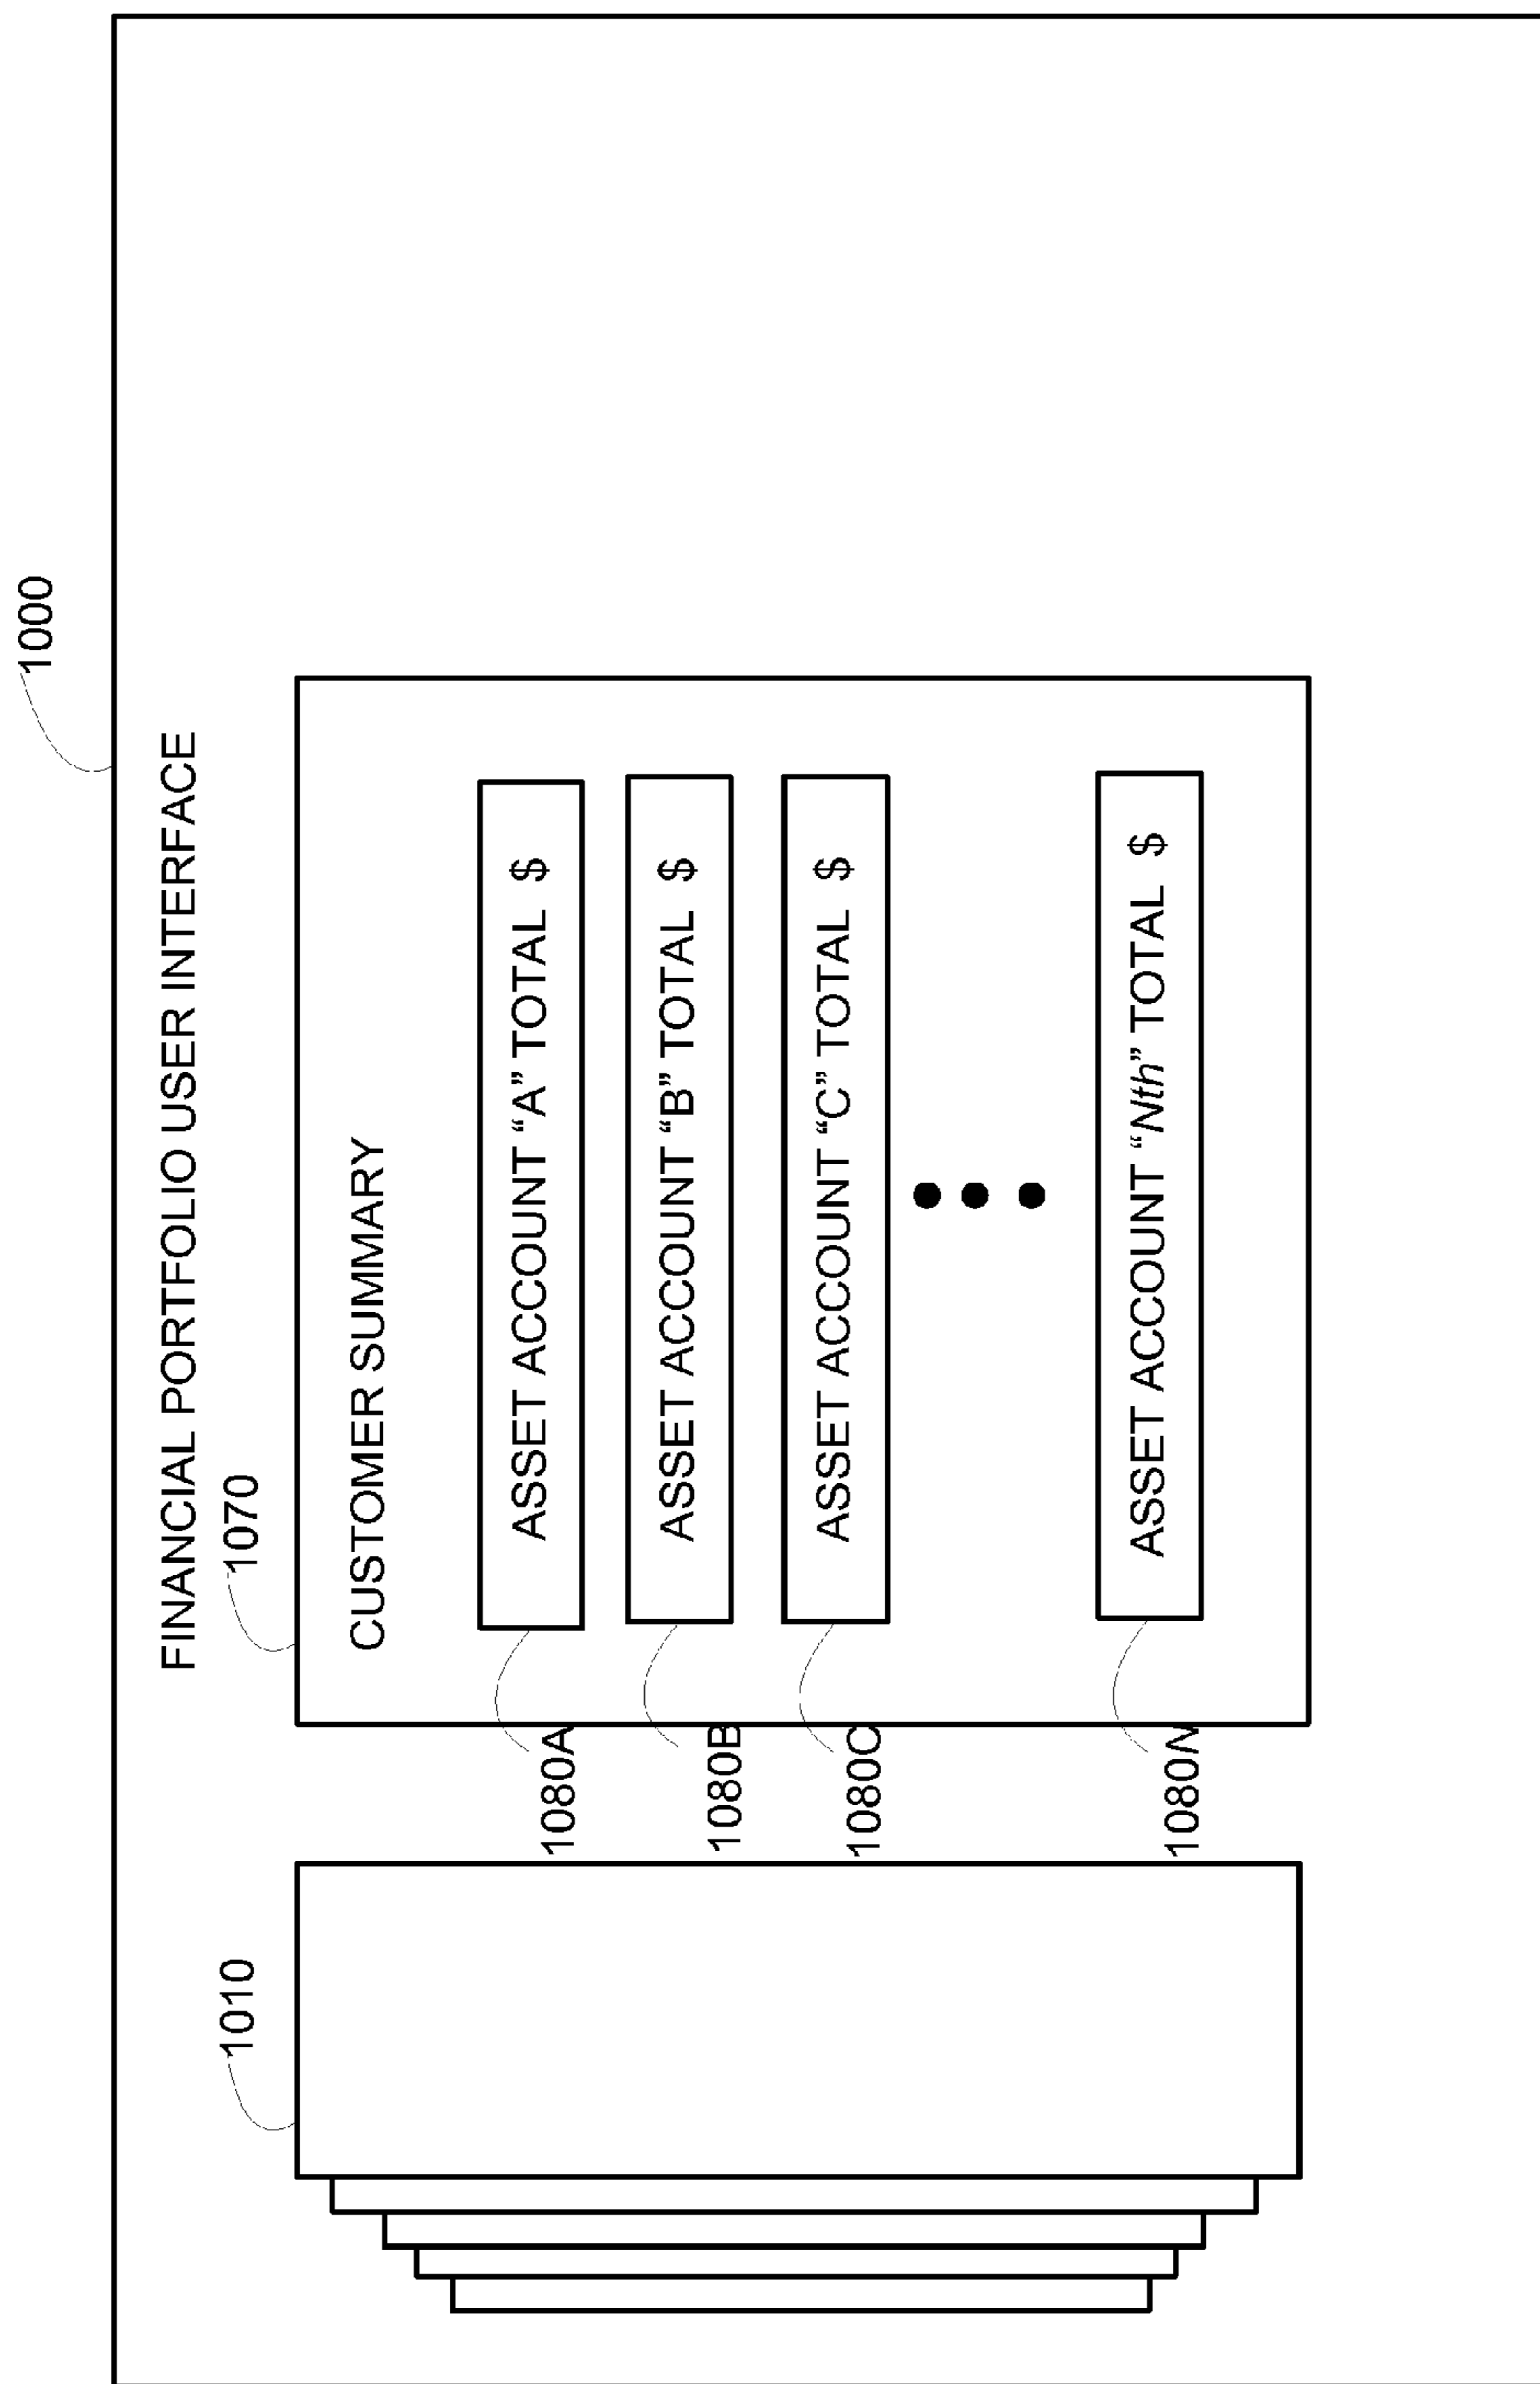 1000
FINANCIAL PORTFOLIO USER INTERFACE
1010
1070
CUSTOMER SUMMARY
1080A
ASSET ACCOUNT “A” TOTAL $
1080B
ASSET ACCOUNT “B” TOTAL $
1080C
ASSET ACCOUNT “C” TOTAL $
1080N
ASSET ACCOUNT “Nth” TOTAL $